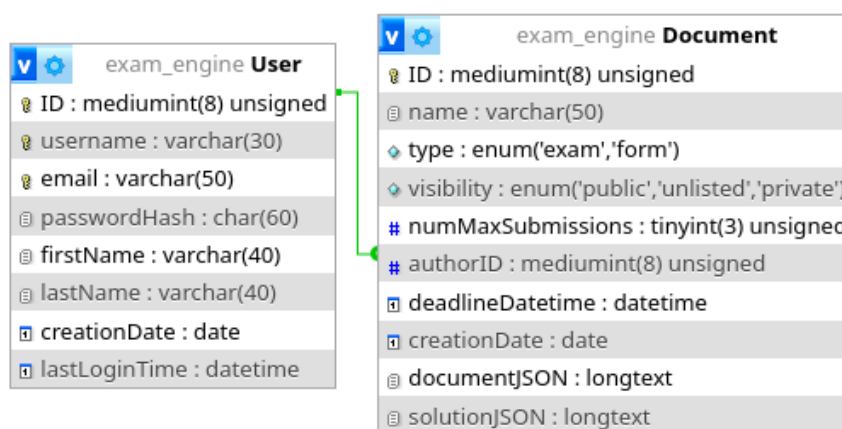 v exam_engine User
ID : mediumint(8) unsigned
username : varchar(30)
email : varchar(50)
passwordHash : char(60)
firstName : varchar(40)
lastName : varchar(40)
creationDate : date
lastLoginTime : datetime
v exam_engine Document
ID : mediumint(8) unsigned
name : varchar(50)
type : enum('exam','form')
visibility : enum('public','unlisted','private')
# numMaxSubmissions : tinyint(3) unsigned
# authorID : mediumint(8) unsigned
deadlineDatetime : datetime
creationDate : date
documentJSON : longtext
solutionJSON : longtext